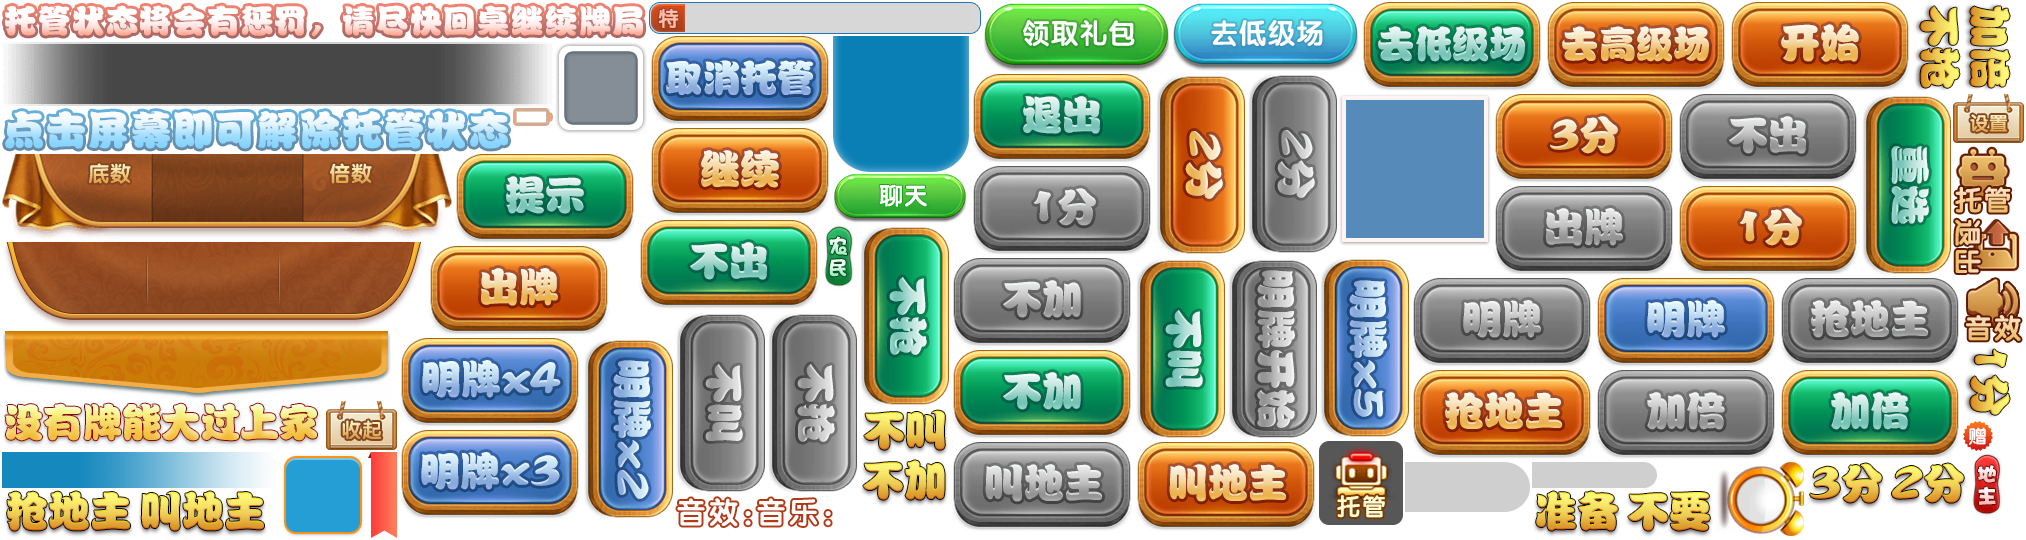 托管状态将会有惩罚，请尽快回桌继续牌局
特
领取礼包
去低级场
去低级场
去高级场
开始
不抢
加倍
取消托管
点击屏幕即可解除托管状态
退出
2分
2分
3分
不出
重选
设置
底数
倍数
提示
继续
聊天
1分
出牌
1分
托管
不出
农民
不抢
退出
出牌
不加
不叫
明牌开始
明牌×5
明牌
明牌
抢地主
音效
明牌×4
明牌×2
不叫
不抢
不加
抢地主
加倍
加倍
1分
没有牌能大过上家
收起
不叫
赠
明牌×3
不加
叫地主
叫地主
托管
3分
2分
地主
抢地主
叫地主
音效:
音乐:
准备
不要